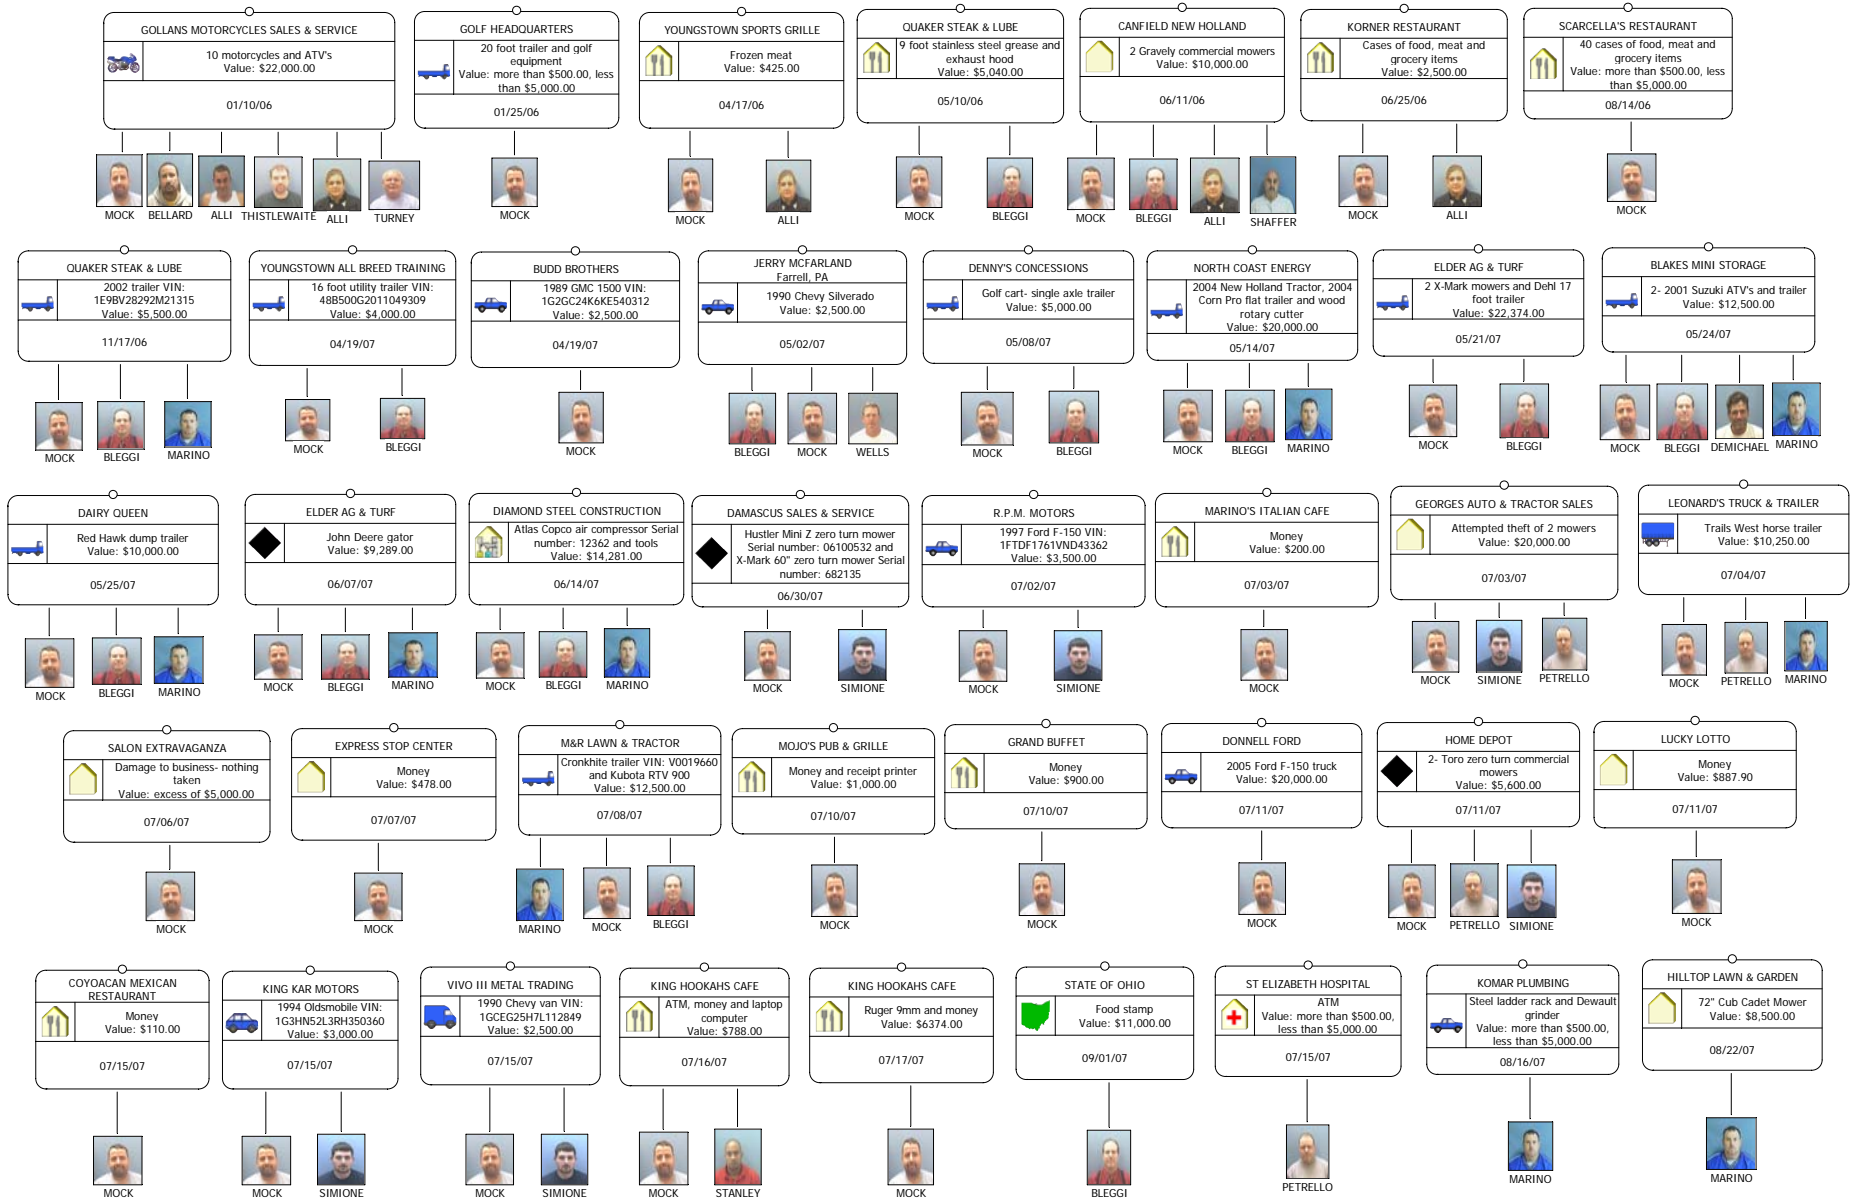 GOLLANS MOTORCYCLES SALES & SERVICE
10 motorcycles and ATV's
Value: $22,000.00
01/10/06
MOCK
BELLARD
ALLI
THISTLEWAITE
ALLI
TURNEY
GOLF HEADQUARTERS
20 foot trailer and golf
equipment
Value: more than $500.00, less
than $5,000.00
01/25/06
MOCK
YOUNGSTOWN SPORTS GRILLE
Frozen meat
Value: $425.00
04/17/06
MOCK
ALLI
QUAKER STEAK & LUBE
9 foot stainless steel grease and
exhaust hood
Value: $5,040.00
05/10/06
MOCK
BLEGGI
CANFIELD NEW HOLLAND
2 Gravely commercial mowers
Value: $10,000.00
06/11/06
MOCK
BLEGGI
ALLI
SHAFFER
KORNER RESTAURANT
Cases of food, meat and
grocery items
Value: $2,500.00
06/25/06
MOCK
ALLI
SCARCELLA'S RESTAURANT
40 cases of food, meat and
grocery items
Value: more than $500.00, less
than $5,000.00
08/14/06
MOCK
QUAKER STEAK & LUBE
2002 trailer VIN:
1E9BV28292M21315
Value: $5,500.00
11/17/06
MOCK
BLEGGI
MARINO
YOUNGSTOWN ALL BREED TRAINING
16 foot utility trailer VIN:
48B500G2011049309
Value: $4,000.00
04/19/07
MOCK
BLEGGI
BUDD BROTHERS
1989 GMC 1500 VIN:
1G2GC24K6KE540312
Value: $2,500.00
04/19/07
MOCK
JERRY MCFARLAND
Farrell, PA
1990 Chevy Silverado
Value: $2,500.00
05/02/07
BLEGGI
MOCK
WELLS
DENNY'S CONCESSIONS
Golf cart- single axle trailer
Value: $5,000.00
05/08/07
MOCK
BLEGGI
NORTH COAST ENERGY
2004 New Holland Tractor, 2004
Corn Pro flat trailer and wood
rotary cutter
Value: $20,000.00
05/14/07
MOCK
BLEGGI
MARINO
ELDER AG & TURF
2 X-Mark mowers and Dehl 17
foot trailer
Value: $22,374.00
05/21/07
MOCK
BLEGGI
BLAKES MINI STORAGE
2- 2001 Suzuki ATV's and trailer
Value: $12,500.00
05/24/07
MOCK
BLEGGI
DEMICHAEL
MARINO
DAIRY QUEEN
Red Hawk dump trailer
Value: $10,000.00
05/25/07
MOCK
BLEGGI
MARINO
ELDER AG & TURF
John Deere gator
Value: $9,289.00
06/07/07
MOCK
BLEGGI
MARINO
DIAMOND STEEL CONSTRUCTION
Atlas Copco air compressor Serial
number: 12362 and tools
Value: $14,281.00
06/14/07
MOCK
BLEGGI
MARINO
DAMASCUS SALES & SERVICE
Hustler Mini Z zero turn mower
Serial number: 06100532 and
X-Mark 60" zero turn mower Serial
number: 682135
06/30/07
MOCK
SIMIONE
R.P.M. MOTORS
1997 Ford F-150 VIN:
1FTDF1761VND43362
Value: $3,500.00
07/02/07
MOCK
SIMIONE
MARINO'S ITALIAN CAFE
Money
Value: $200.00
07/03/07
MOCK
GEORGES AUTO & TRACTOR SALES
Attempted theft of 2 mowers
Value: $20,000.00
07/03/07
MOCK
SIMIONE
PETRELLO
LEONARD'S TRUCK & TRAILER
Trails West horse trailer
Value: $10,250.00
07/04/07
MOCK
PETRELLO
MARINO
SALON EXTRAVAGANZA
Damage to business- nothing
taken
Value: excess of $5,000.00
07/06/07
MOCK
EXPRESS STOP CENTER
Money
Value: $478.00
07/07/07
MOCK
M&R LAWN & TRACTOR
Cronkhite trailer VIN: V0019660
and Kubota RTV 900
Value: $12,500.00
07/08/07
MARINO
MOCK
BLEGGI
MOJO'S PUB & GRILLE
Money and receipt printer
Value: $1,000.00
07/10/07
MOCK
GRAND BUFFET
Money
Value: $900.00
07/10/07
MOCK
DONNELL FORD
2005 Ford F-150 truck
Value: $20,000.00
07/11/07
MOCK
HOME DEPOT
2- Toro zero turn commercial
mowers
Value: $5,600.00
07/11/07
MOCK
PETRELLO
SIMIONE
LUCKY LOTTO
Money
Value: $887.90
07/11/07
MOCK
COYOACAN MEXICAN
RESTAURANT
Money
Value: $110.00
07/15/07
MOCK
KING KAR MOTORS
1994 Oldsmobile VIN:
1G3HN52L3RH350360
Value: $3,000.00
07/15/07
MOCK
SIMIONE
VIVO III METAL TRADING
1990 Chevy van VIN:
1GCEG25H7L112849
Value: $2,500.00
07/15/07
MOCK
SIMIONE
KING HOOKAHS CAFE
ATM, money and laptop
computer
Value: $788.00
07/16/07
MOCK
STANLEY
KING HOOKAHS CAFE
Ruger 9mm and money
Value: $6374.00
07/17/07
MOCK
STATE OF OHIO
Food stamp
Value: $11,000.00
09/01/07
BLEGGI
ST ELIZABETH HOSPITAL
ATM
Value: more than $500.00,
less than $5,000.00
07/15/07
PETRELLO
KOMAR PLUMBING
Steel ladder rack and Dewault
grinder
Value: more than $500.00,
less than $5,000.00
08/16/07
MARINO
HILLTOP LAWN & GARDEN
72" Cub Cadet Mower
Value: $8,500.00
08/22/07
MARINO